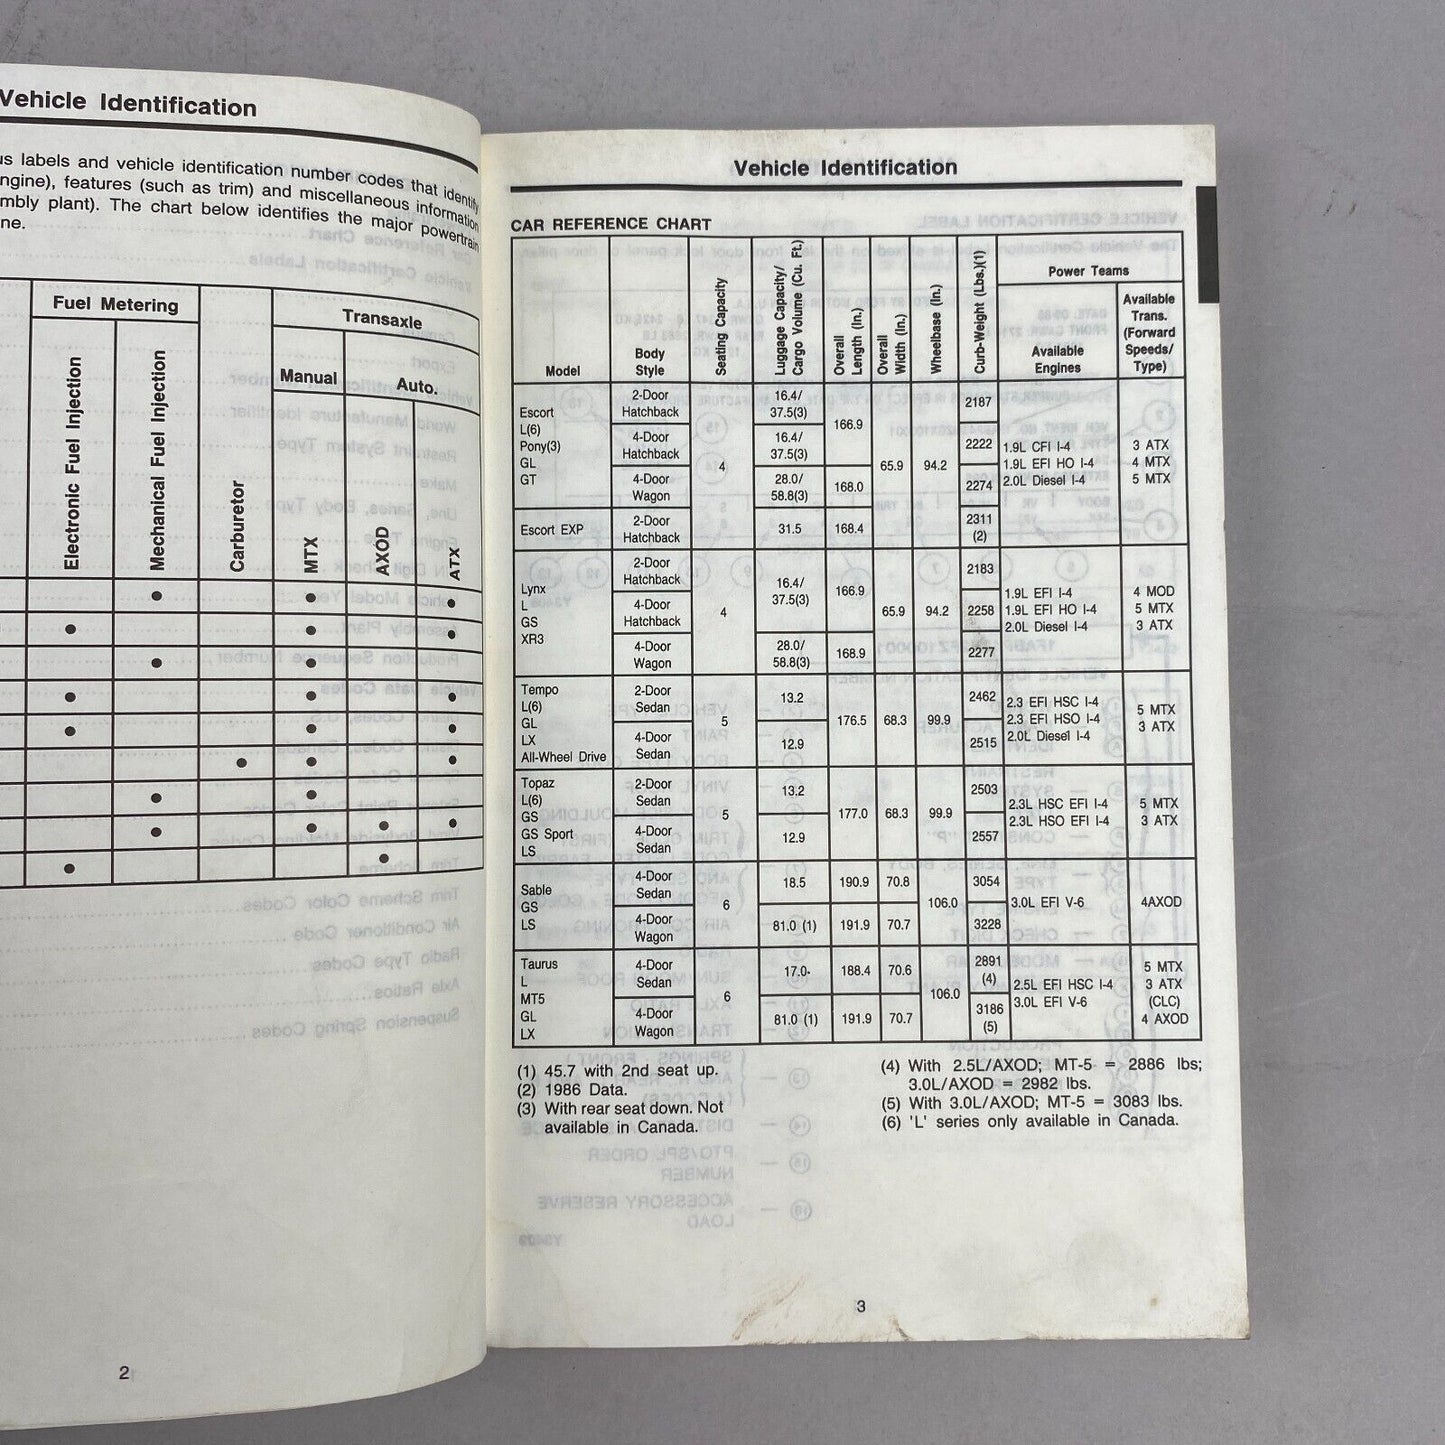 Vehicle Identification
us labels and vehicle identification number codes that identify
ngine), features (such as trim) and miscellaneous information
mbly plant). The chart below identifies the major powertrain
ne.
Fuel Metering
Transaxle
Manual
Auto.
Electronic Fuel Injection
Mechanical Fuel Injection
Carburetor
MTX
AXOD
ATX
2
Vehicle Identification
CAR REFERENCE CHART
Model
Body
Style
Seating Capacity
Luggage Capacity/
Cargo Volume (Cu. Ft.)
Overall
Length (In.)
Overall
Width (In.)
Wheelbase (In.)
Curb-Weight (Lbs.)(1)
Power Teams
Available
Engines
Available
Trans.
(Forward
Speeds/
Type)
Escort
L(6)
Pony(3)
GL
GT
2-Door
Hatchback
4-Door
Hatchback
4-Door
Wagon
4
16.4/
37.5(3)
16.4/
37.5(3)
28.0/
58.8(3)
166.9
168.0
65.9
94.2
2187
2222
2274
1.9L CFI I-4
1.9L EFI HO I-4
2.0L Diesel I-4
3 ATX
4 MTX
5 MTX
Escort EXP
2-Door
Hatchback
31.5
168.4
2311
(2)
Lynx
L
GS
XR3
2-Door
Hatchback
4-Door
Hatchback
4-Door
Wagon
4
16.4/
37.5(3)
28.0/
58.8(3)
166.9
168.9
65.9
94.2
2183
2258
2277
1.9L EFI I-4
1.9L EFI HO I-4
2.0L Diesel I-4
4 MOD
5 MTX
3 ATX
Tempo
L(6)
GL
LX
All-Wheel Drive
2-Door
Sedan
4-Door
Sedan
5
13.2
12.9
176.5
68.3
99.9
2462
2515
2.3 EFI HSC I-4
2.3 EFI HSO I-4
2.0L Diesel I-4
5 MTX
3 ATX
Topaz
L(6)
GS
GS Sport
LS
2-Door
Sedan
4-Door
Sedan
5
13.2
12.9
177.0
68.3
99.9
2503
2557
2.3L HSC EFI I-4
2.3L HSO EFI I-4
5 MTX
3 ATX
Sable
GS
LS
4-Door
Sedan
4-Door
Wagon
6
18.5
81.0 (1)
190.9
191.9
70.8
70.7
106.0
3054
3228
3.0L EFI V-6
4AXOD
Taurus
L
MT5
GL
LX
4-Door
Sedan
4-Door
Wagon
6
17.0
81.0 (1)
188.4
191.9
70.6
70.7
106.0
2891
(4)
3186
(5)
2.5L EFI HSC I-4
3.0L EFI V-6
5 MTX
3 ATX
(CLC)
4 AXOD
(1) 45.7 with 2nd seat up.
(2) 1986 Data.
(3) With rear seat down. Not
available in Canada.
(4) With 2.5L/AXOD; MT-5 = 2886 lbs;
3.0L/AXOD = 2982 lbs.
(5) With 3.0L/AXOD; MT-5 = 3083 lbs.
(6) 'L' series only available in Canada.
3